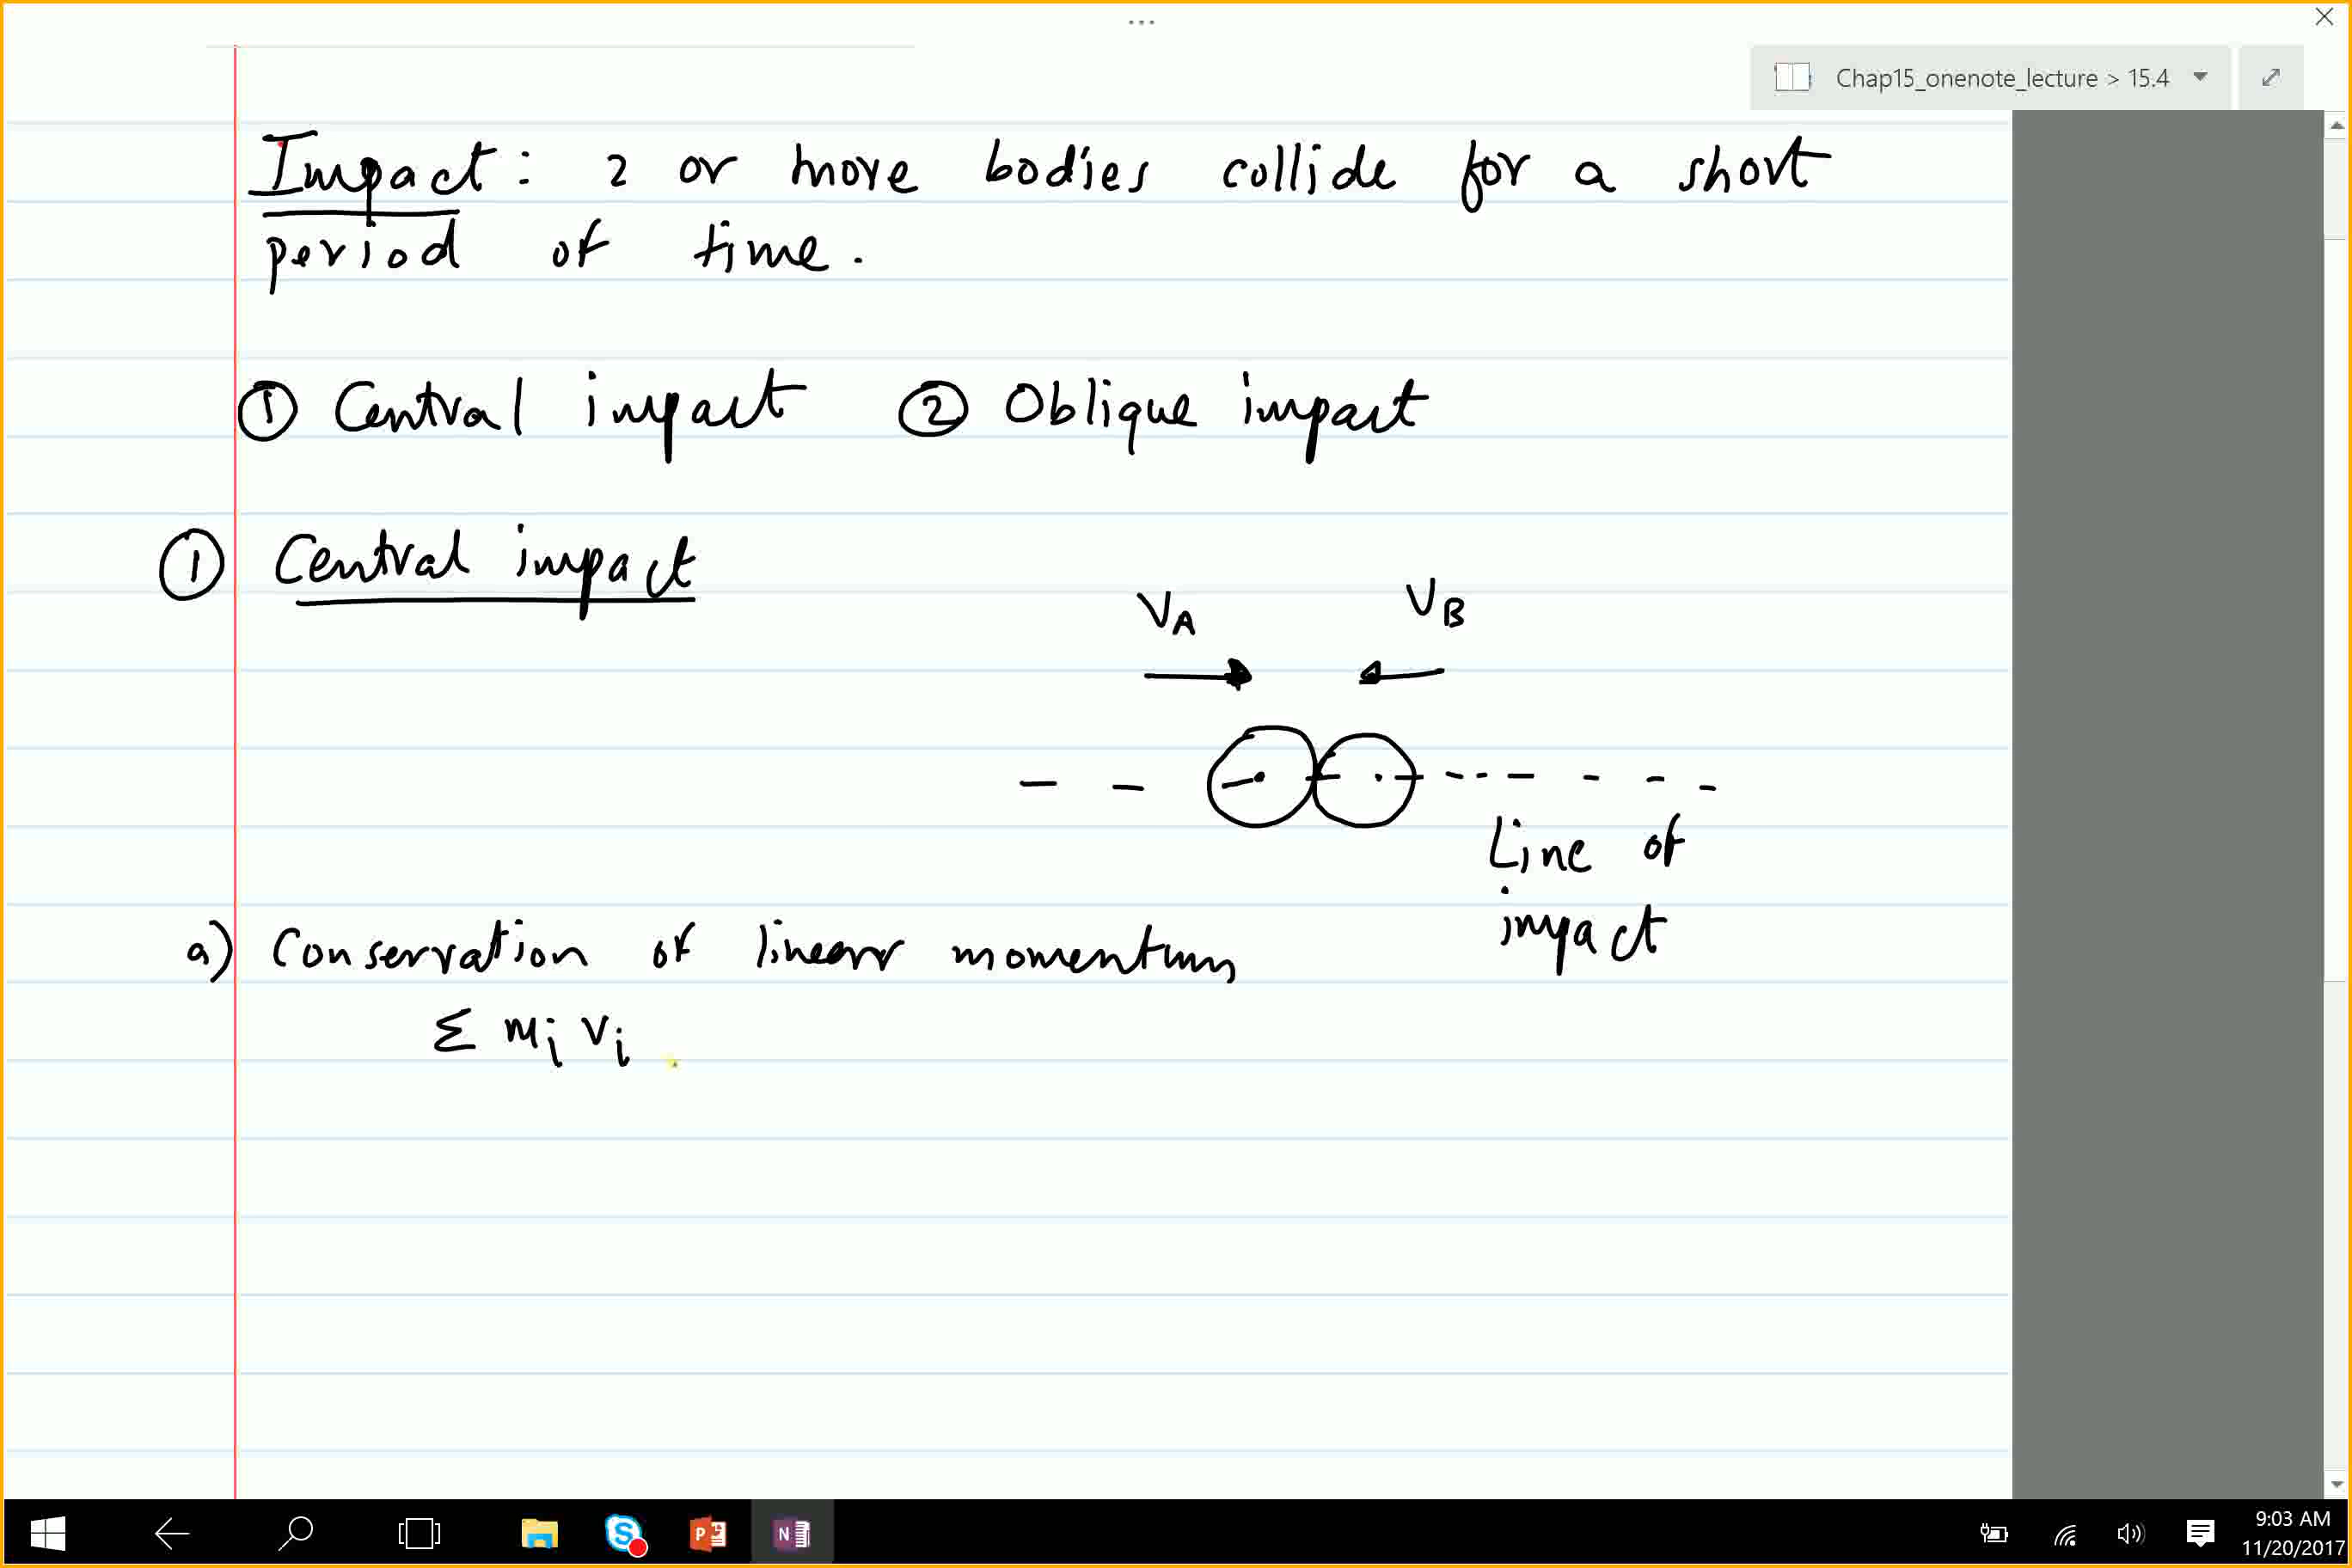 Chap15_onenote_lecture > 15.4
Impact: 2 or more bodies collide for a short
period of time.
① Central impact ② Oblique impact
① Central impact
VA VB
Line of
impact
a) Conservation of linear momentum
Σ mi vi
9:03 AM
11/20/2017